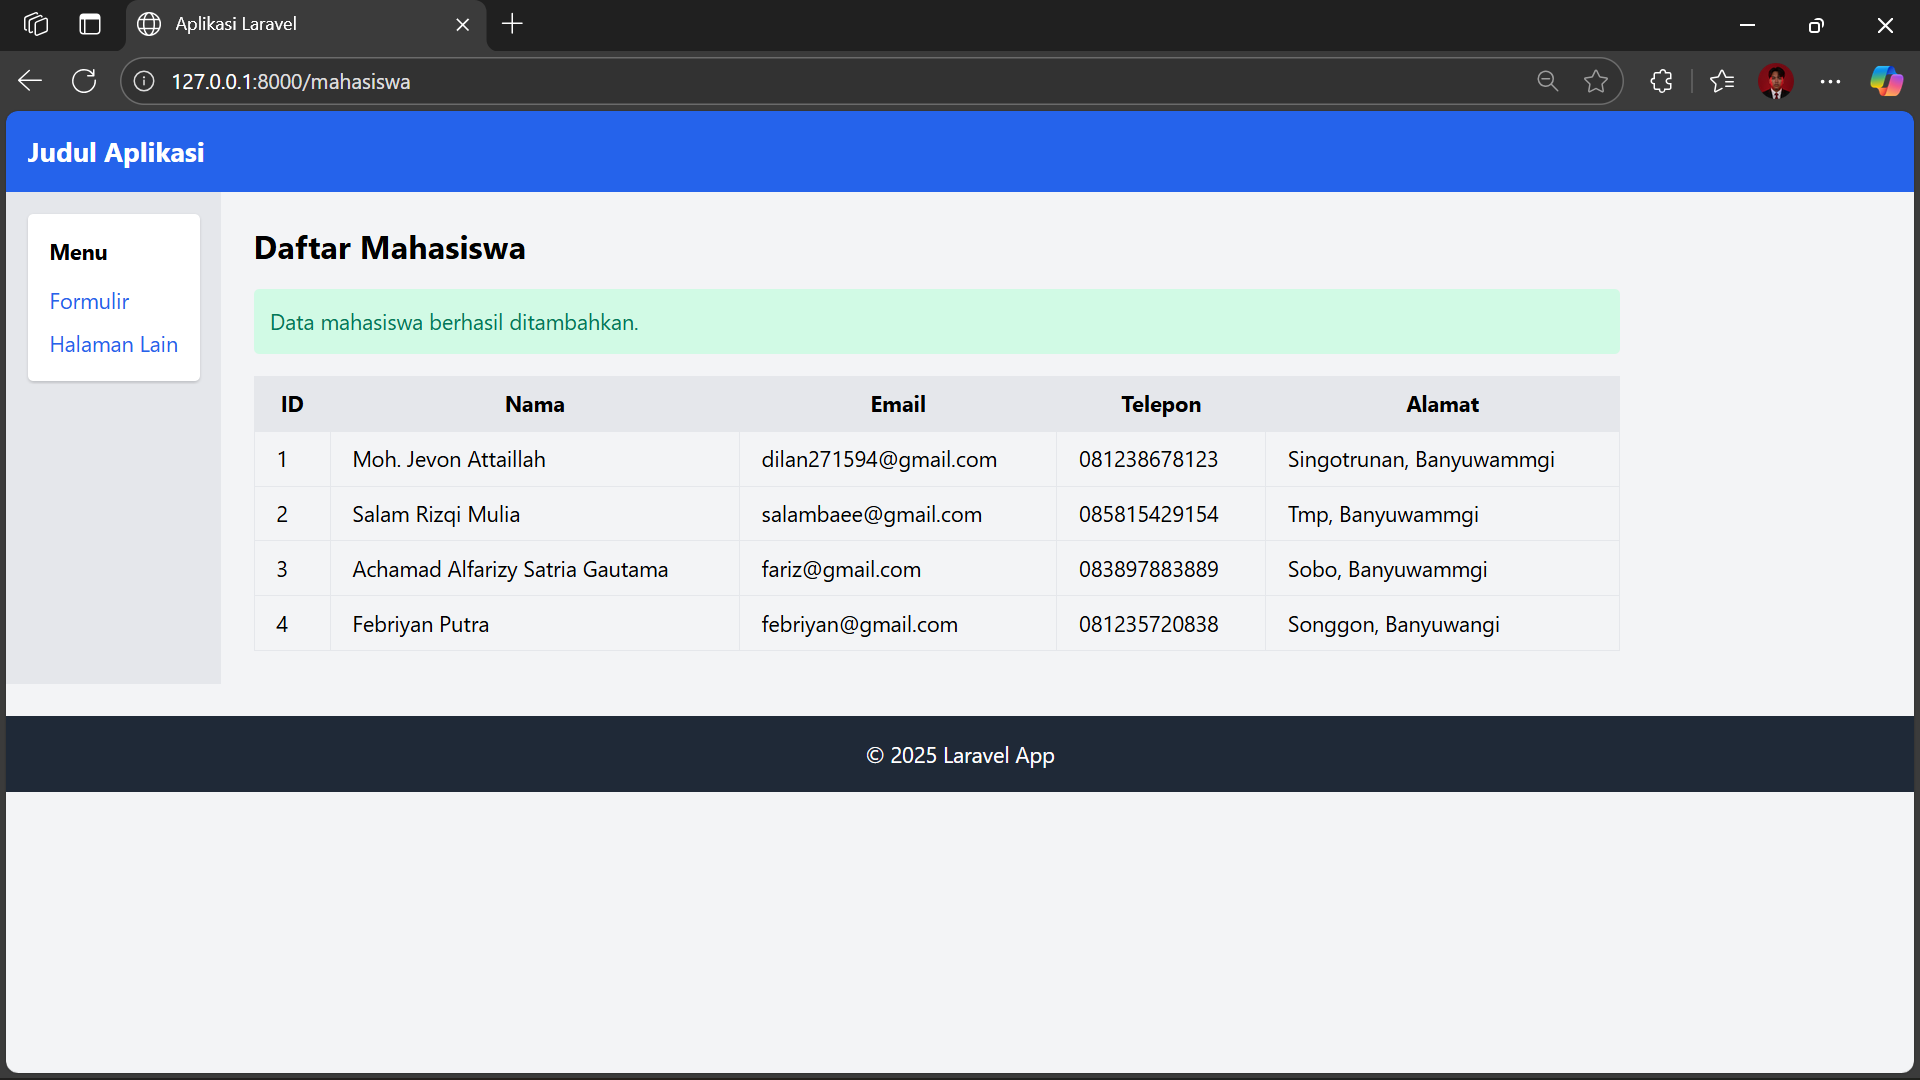 Aplikasi Laravel
127.0.0.1:8000/mahasiswa
Judul Aplikasi
Menu
Formulir
Halaman Lain
Daftar Mahasiswa
Data mahasiswa berhasil ditambahkan.
ID Nama Email Telepon Alamat
1 Moh. Jevon Attaillah dilan271594@gmail.com 081238678123 Singotrunan, Banyuwammgi
2 Salam Rizqi Mulia salambaee@gmail.com 085815429154 Tmp, Banyuwammgi
3 Achamad Alfarizy Satria Gautama fariz@gmail.com 083897883889 Sobo, Banyuwammgi
4 Febriyan Putra febriyan@gmail.com 081235720838 Songgon, Banyuwangi
© 2025 Laravel App